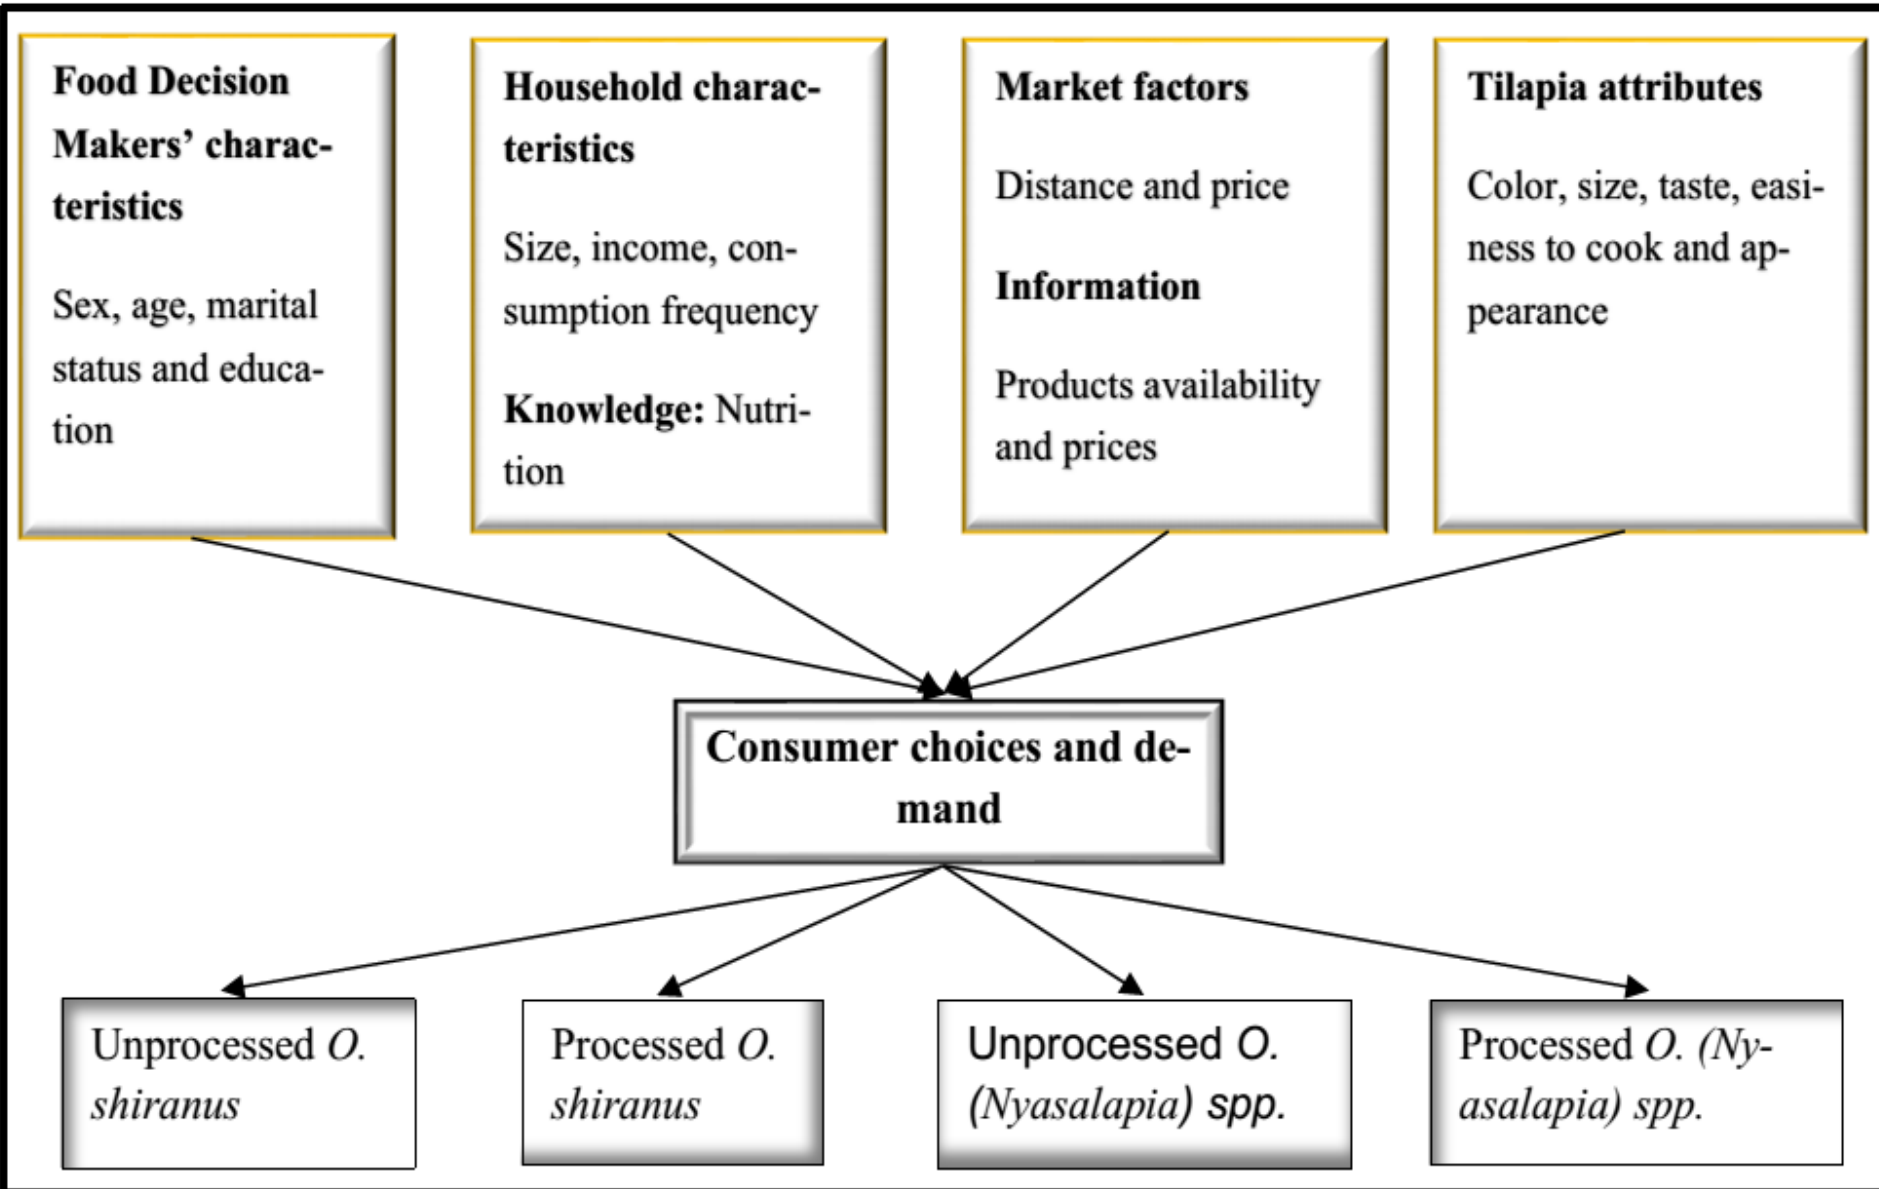 Food Decision
Makers’ charac-
teristics
Sex, age, marital
status and educa-
tion
Household charac-
teristics
Size, income, con-
sumption frequency
Knowledge: Nutri-
tion
Market factors
Distance and price
Information
Products availability
and prices
Tilapia attributes
Color, size, taste, easi-
ness to cook and ap-
pearance
Consumer choices and de-
mand
Unprocessed O.
shiranus
Processed O.
shiranus
Unprocessed O.
(Nyasalapia) spp.
Processed O. (Ny-
asalapia) spp.